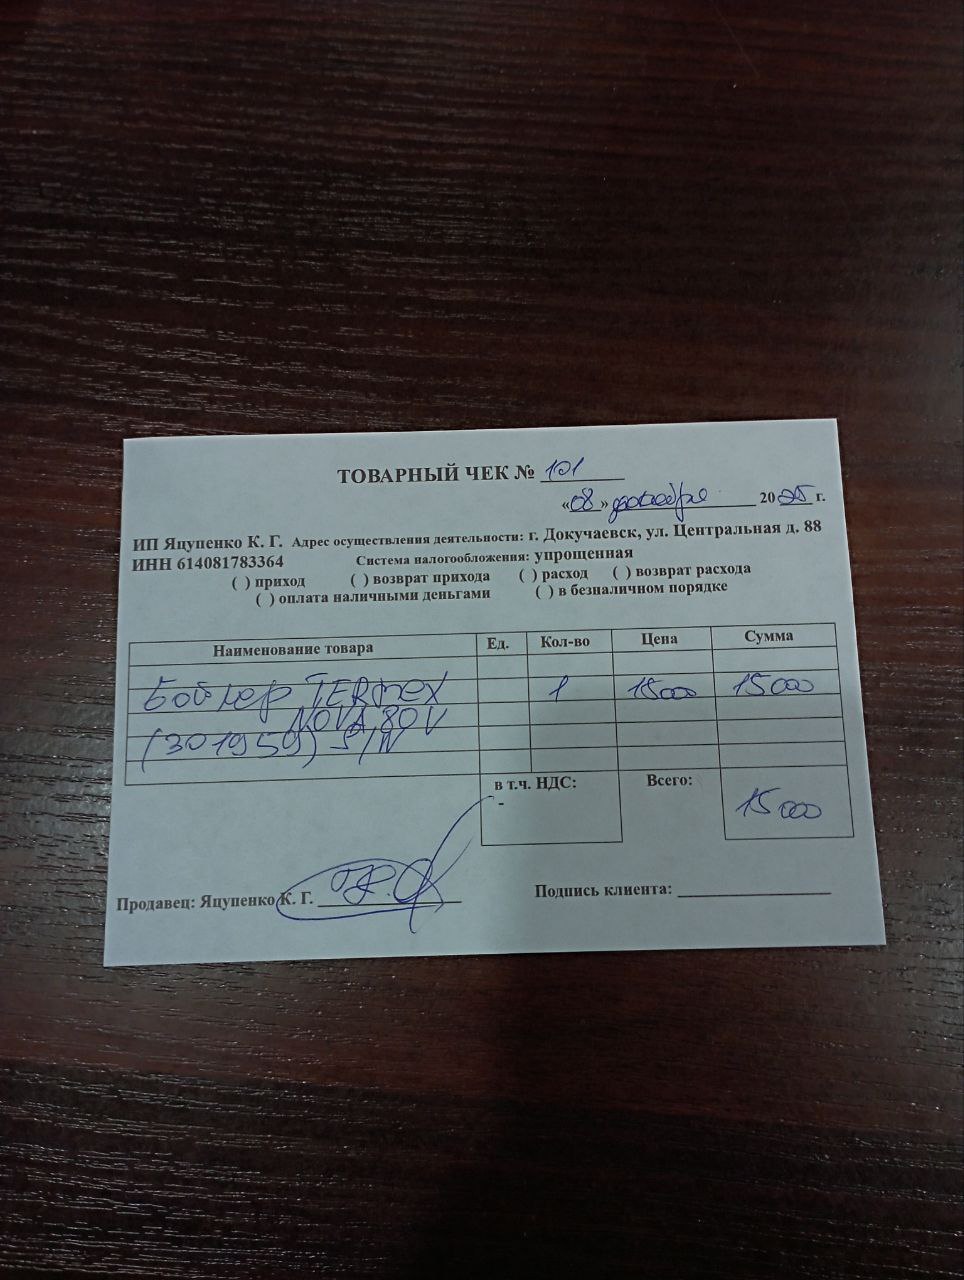 ТОВАРНЫЙ ЧЕК № 101
«08» декабря 2025 г.
ИП Яцупенко К. Г. Адрес осуществления деятельности: г. Докучаевск, ул. Центральная д. 88
ИНН 614081783364 Система налогообложения: упрощенная
( ) приход ( ) возврат прихода ( ) расход ( ) возврат расхода
( ) оплата наличными деньгами ( ) в безналичном порядке
Наименование товара Ед. Кол-во Цена Сумма
Бойлер TERMEX 1 15000 15000
NOVA 80V
(301959) S/N
в т.ч. НДС: Всего: 15000
-
Продавец: Яцупенко К. Г. Подпись клиента: